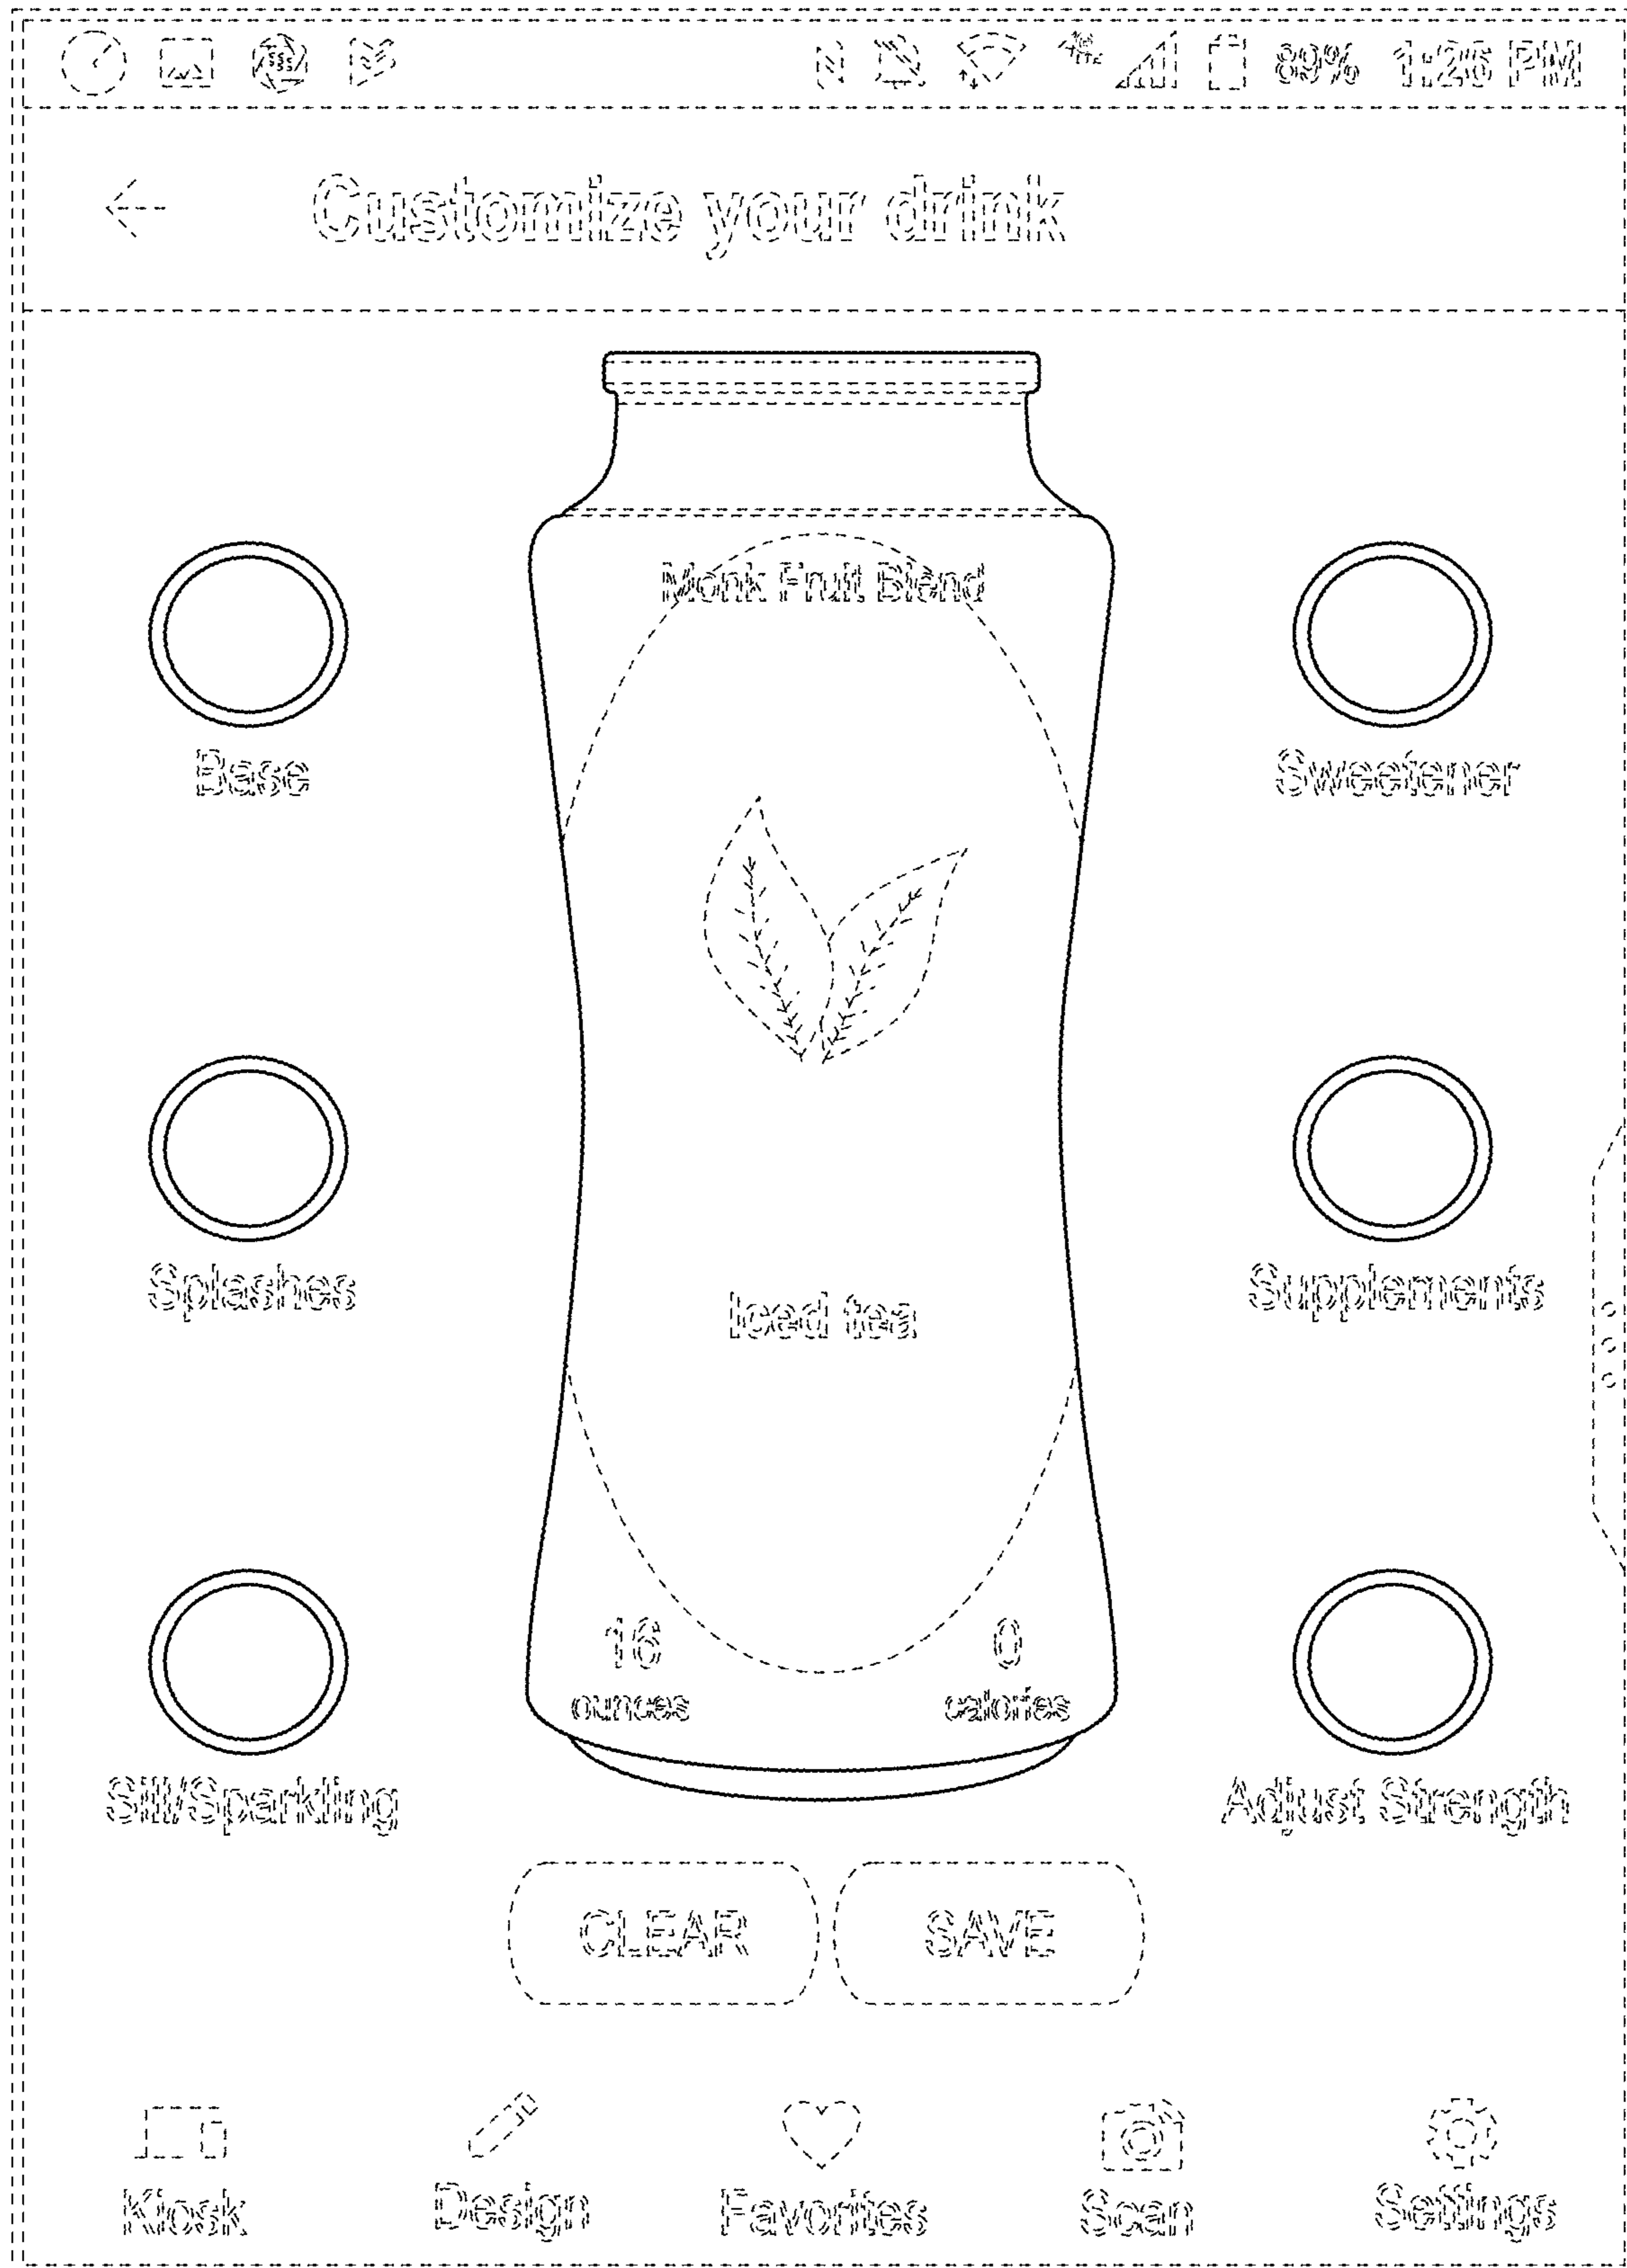 89% 1:26 PM
Customize your drink
Monk Fruit Blend
Base
Sweetener
Splashes
Supplements
Iced tea
16
0
ounces
calories
Sill/Sparkling
Adjust Strength
CLEAR
SAVE
Kiosk
Design
Favorites
Scan
Settings